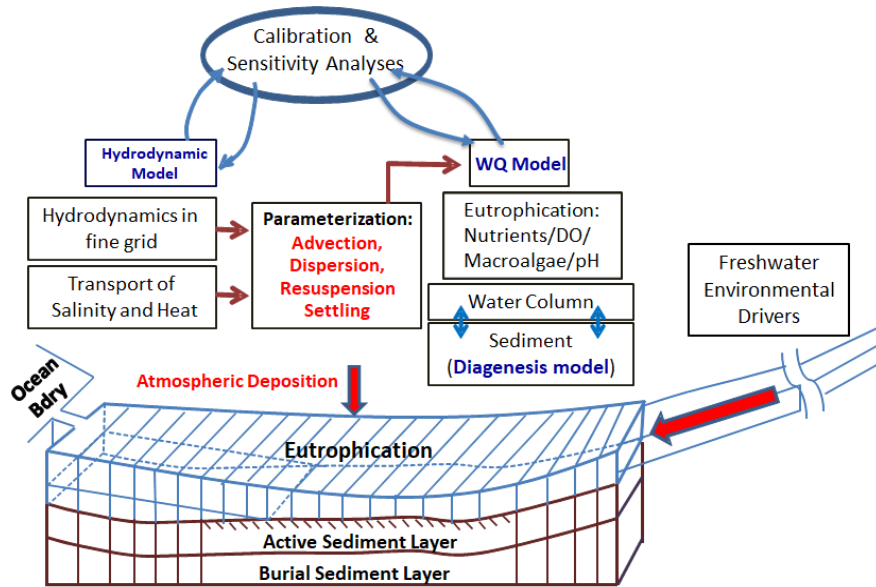 Calibration &
Sensitivity Analyses
Hydrodynamic
Model
WQ Model
Hydrodynamics in
fine grid
Parameterization:
Advection,
Dispersion,
Resuspension
Settling
Eutrophication:
Nutrients/DO/
Macroalgae/pH
Transport of
Salinity and Heat
Freshwater
Environmental
Drivers
Water Column
Sediment
(Diagenesis model)
Ocean
Bdry
Atmospheric Deposition
Eutrophication
Active Sediment Layer
Burial Sediment Layer